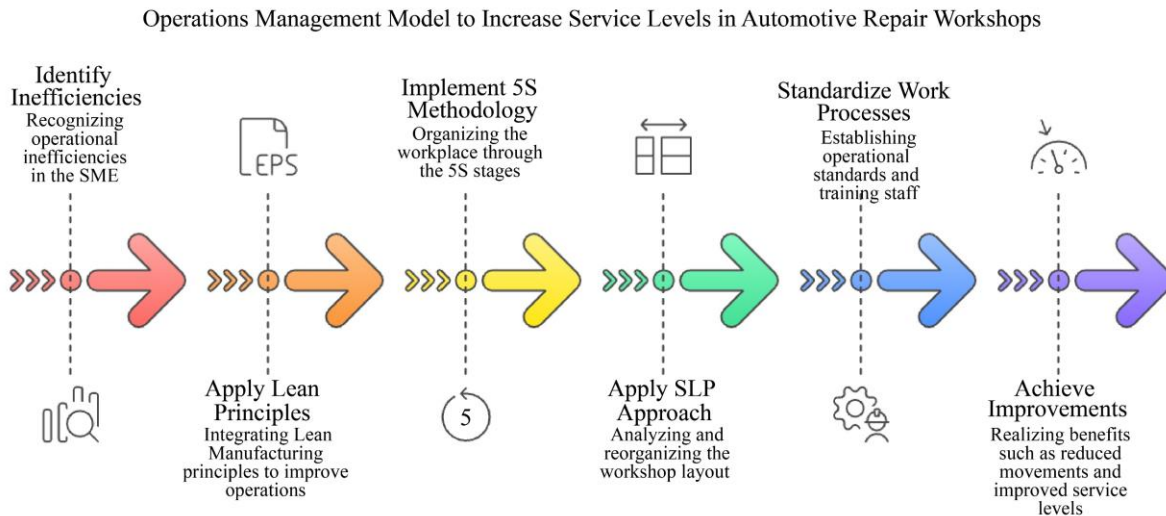 Operations Management Model to Increase Service Levels in Automotive Repair Workshops
Identify
Inefficiencies
Recognizing
operational
inefficiencies
in the SME
EPS
Apply Lean
Principles
Integrating Lean
Manufacturing
principles to improve
operations
Implement 5S
Methodology
Organizing the
workplace through
the 5S stages
5
Apply SLP
Approach
Analyzing and
reorganizing the
workshop layout
Standardize Work
Processes
Establishing
operational
standards and
training staff
Achieve
Improvements
Realizing benefits
such as reduced
movements and
improved service
levels